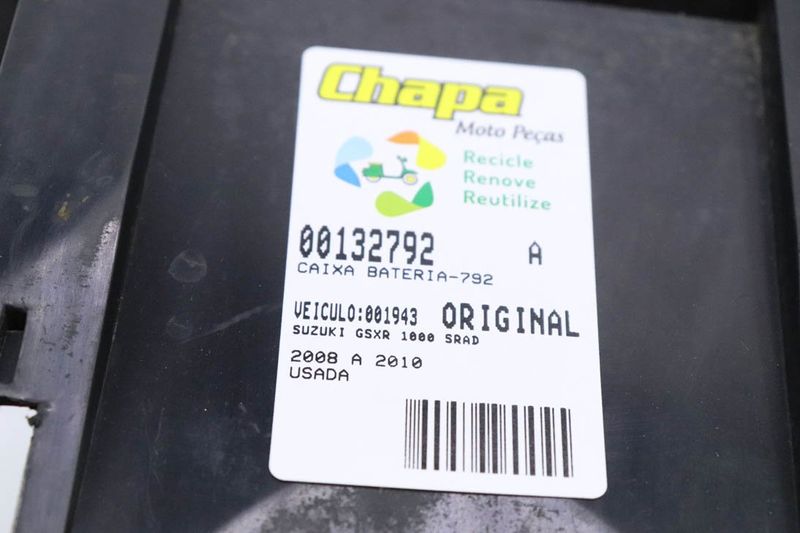 Chapa
Moto Peças
Recicle
Renove
Reutilize
00132792 A
CAIXA BATERIA-792
VEICULO:001943 ORIGINAL
SUZUKI GSXR 1000 SRAD
2008 A 2010
USADA